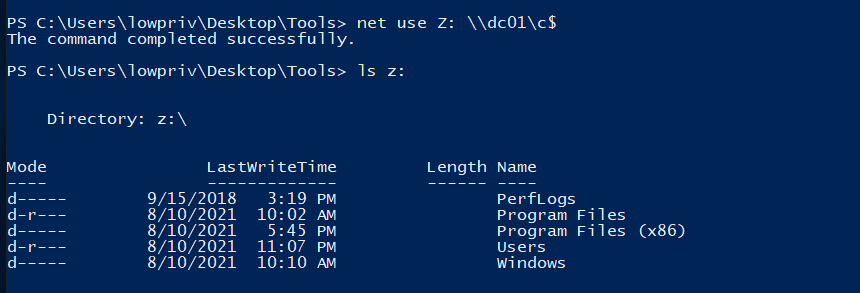 PS C:\Users\lowpriv\Desktop\Tools> net use Z: \\dc01\c$
The command completed successfully.
PS C:\Users\lowpriv\Desktop\Tools> ls z:
Directory: z:\
Mode LastWriteTime Length Name
---- ------------- ------ ----
d----- 9/15/2018 3:19 PM PerfLogs
d-r--- 8/10/2021 10:02 AM Program Files
d----- 8/10/2021 5:45 PM Program Files (x86)
d-r--- 8/10/2021 11:07 PM Users
d----- 8/10/2021 10:10 AM Windows